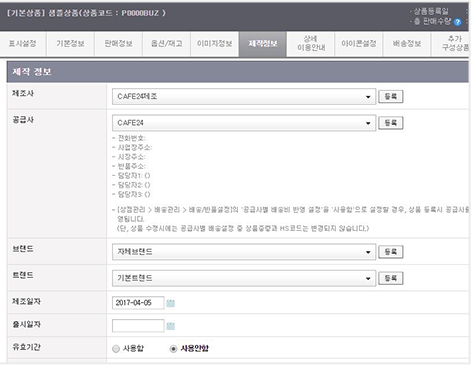 [기본상품] 샘플상품(상품코드 : P0000BUZ )
· 상품등록일 :
· 총 판매수량 ? :
표시설정 기본정보 판매정보 옵션/재고 이미지정보 제작정보 상세 이용안내 아이콘설정 배송정보 추가 구성상품
제작 정보
제조사 CAFE24제조 등록
공급사 CAFE24 등록
- 전화번호:
- 사업장주소:
- 시장주소:
- 반품주소:
- 담당자1: ()
- 담당자2: ()
- 담당자3: ()
- [상점관리 > 배송관리 > 배송/반품설정]의 '공급사별 배송비 반영 설정'을 '사용함'으로 설정할 경우, 상품 등록시 공급사를
영됩니다.
(단, 상품 수정시에는 공급사별 배송설정 중 상품중량과 HS코드는 변경되지 않습니다.)
브랜드 자체브랜드 등록
트렌드 기본트렌드 등록
제조일자 2017-04-05
출시일자
유효기간 사용함 사용안함